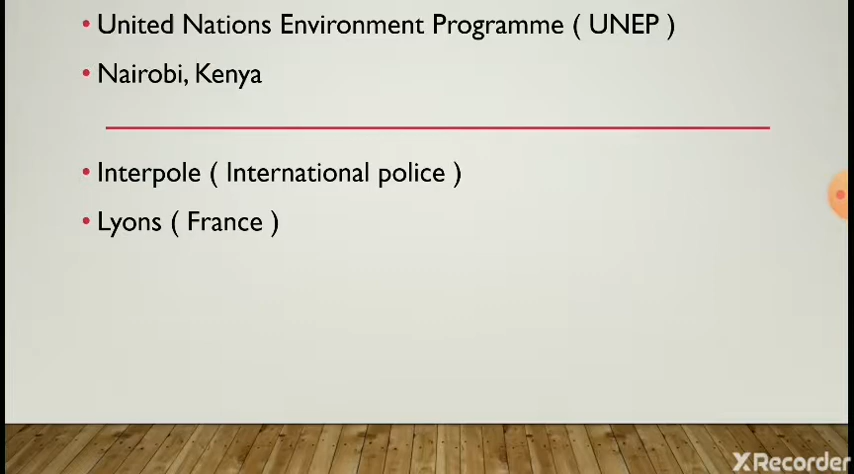 • United Nations Environment Programme ( UNEP )
• Nairobi, Kenya
• Interpole ( International police )
• Lyons ( France )
XRecorder